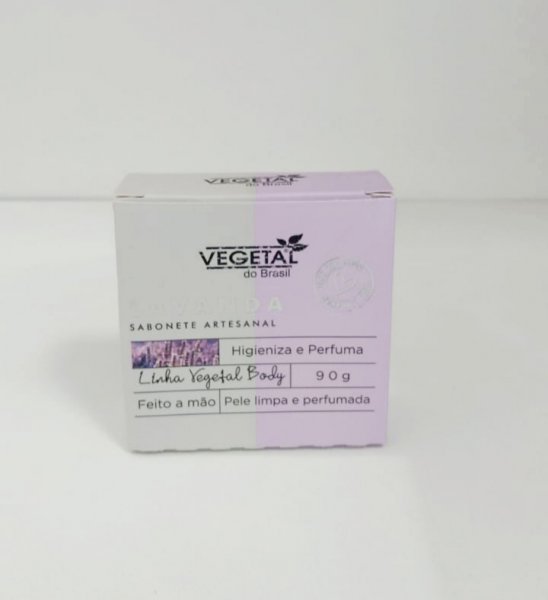 VEGETAL
do Brasil
VEGETAL
do Brasil
LAVANDA
SABONETE ARTESANAL
Higieniza e Perfuma
Linha Vegetal Body
90g
Feito a mão
Pele limpa e perfumada